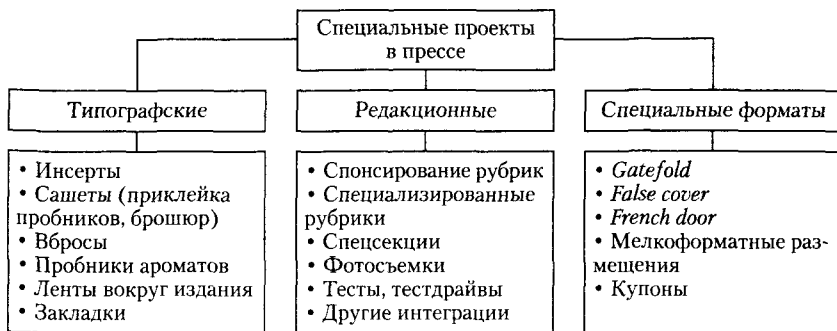 Специальные проекты
в прессе
Типографские
• Инсерты
• Сашеты (приклейка
пробников, брошюр)
• Вбросы
• Пробники ароматов
• Ленты вокруг издания
• Закладки
Редакционные
• Спонсирование рубрик
• Специализированные
рубрики
• Спецсекции
• Фотосъемки
• Тесты, тестдрайвы
• Другие интеграции
Специальные форматы
• Gatefold
• False cover
• French door
• Мелкоформатные раз-
мещения
• Купоны